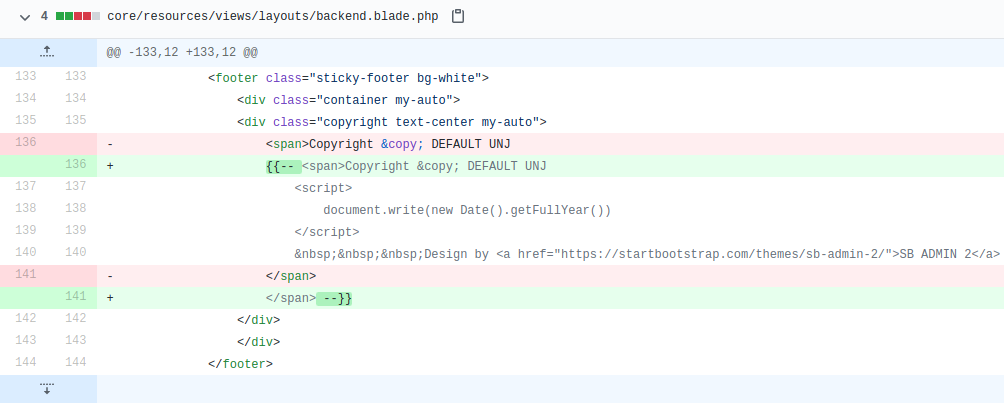 4 core/resources/views/layouts/backend.blade.php
@@ -133,12 +133,12 @@
133 133 <footer class="sticky-footer bg-white">
134 134 <div class="container my-auto">
135 135 <div class="copyright text-center my-auto">
136 - <span>Copyright &copy; DEFAULT UNJ
136 + {{-- <span>Copyright &copy; DEFAULT UNJ
137 137 <script>
138 138 document.write(new Date().getFullYear())
139 139 </script>
140 140 &nbsp;&nbsp;&nbsp;Design by <a href="https://startbootstrap.com/themes/sb-admin-2/">SB ADMIN 2</a>
141 - </span>
141 + </span> --}}
142 142 </div>
143 143 </div>
144 144 </footer>